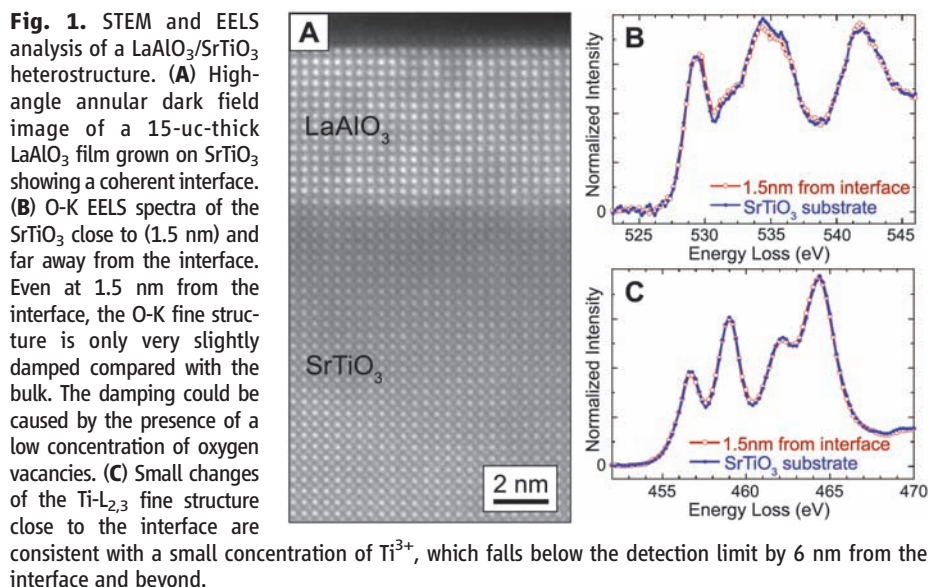 Fig. 1. STEM and EELS
analysis of a LaAlO₃/SrTiO₃
heterostructure. (A) High-
angle annular dark field
image of a 15-uc-thick
LaAlO₃ film grown on SrTiO₃
showing a coherent interface.
(B) O-K EELS spectra of the
SrTiO₃ close to (1.5 nm) and
far away from the interface.
Even at 1.5 nm from the
interface, the O-K fine struc-
ture is only very slightly
damped compared with the
bulk. The damping could be
caused by the presence of a
low concentration of oxygen
vacancies. (C) Small changes
of the Ti-L₂,₃ fine structure
close to the interface are
consistent with a small concentration of Ti³⁺, which falls below the detection limit by 6 nm from the
interface and beyond.
A
LaAlO₃
SrTiO₃
2 nm
B
Normalized Intensity
0
1.5nm from interface
SrTiO₃ substrate
525 530 535 540 545
Energy Loss (eV)
C
Normalized Intensity
0
1.5nm from interface
SrTiO₃ substrate
455 460 465 470
Energy Loss (eV)